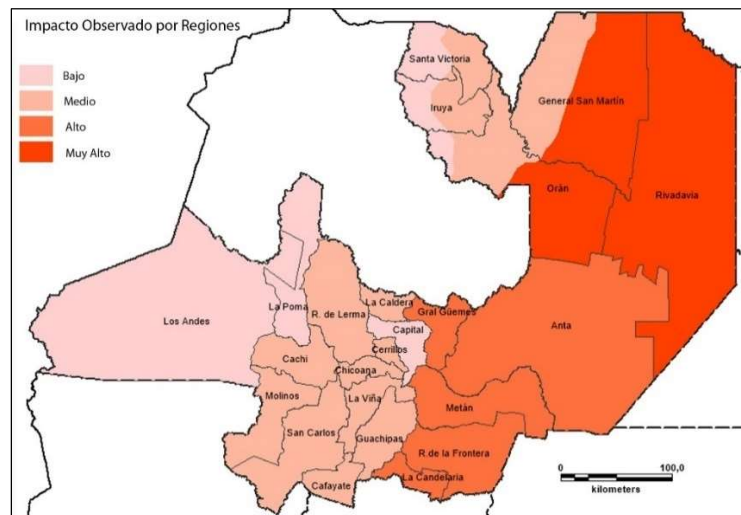 Impacto Observado por Regiones
Bajo
Medio
Alto
Muy Alto
Santa Victoria
Iruya
General San Martín
Orán
Rivadavia
Los Andes
La Poma
R. de Lerma
La Caldera
Gral Güemes
Capital
Cerrillos
Anta
Cachi
Chicoana
Molinos
La Viña
Metán
San Carlos
Guachipas
R.de la Frontera
La Candelaria
Cafayate
0 100,0
kilometers